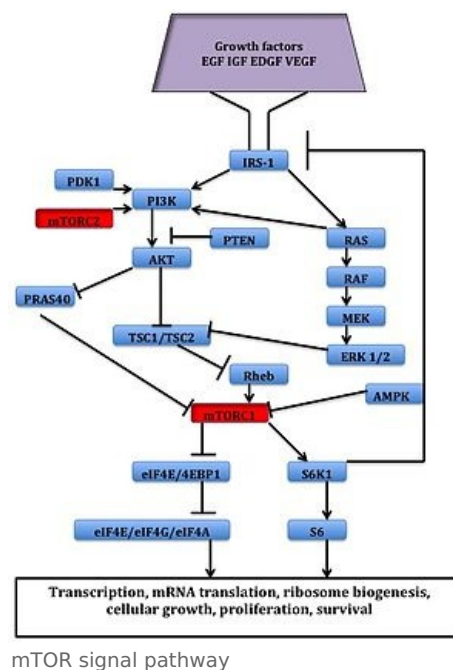 Growth factors
EGF IGF EDGF VEGF
IRS-1
PDK1
PI3K
mTORC2
PTEN
RAS
AKT
RAF
PRAS40
MEK
TSC1/TSC2
ERK 1/2
Rheb
AMPK
mTORC1
eIF4E/4EBP1
S6K1
eIF4E/eIF4G/eIF4A
S6
Transcription, mRNA translation, ribosome biogenesis,
cellular growth, proliferation, survival
mTOR signal pathway